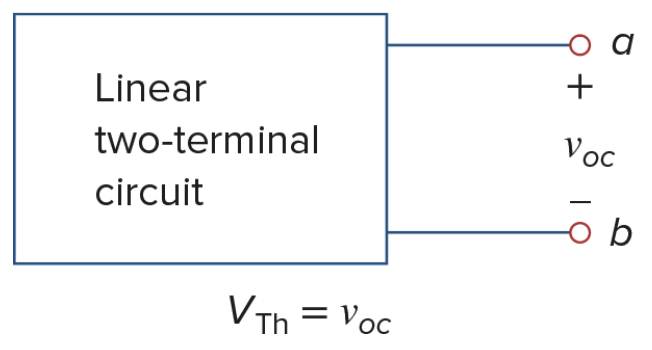 Linear
two-terminal
circuit
a
+
v_oc
−
b
V_Th = v_oc